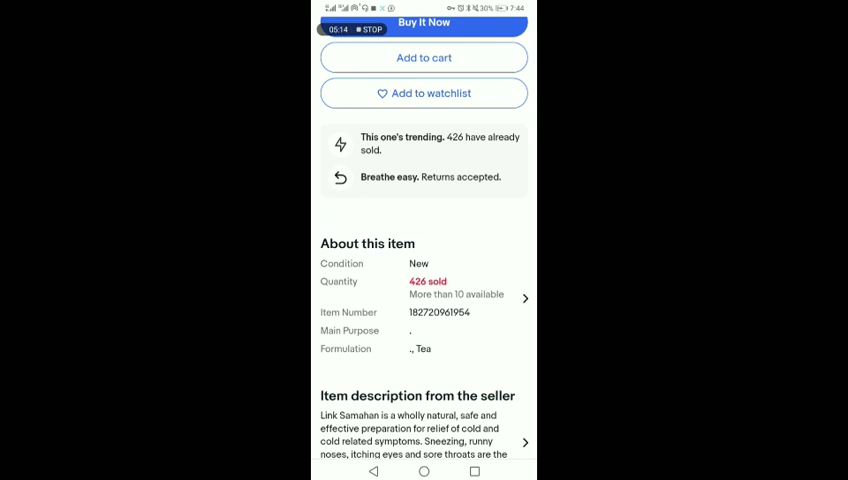 30% 7:44
Buy It Now
05:14 STOP
Add to cart
Add to watchlist
This one's trending. 426 have already
sold.
Breathe easy. Returns accepted.
About this item
Condition New
Quantity 426 sold
More than 10 available
Item Number 182720961954
Main Purpose .
Formulation ., Tea
Item description from the seller
Link Samahan is a wholly natural, safe and
effective preparation for relief of cold and
cold related symptoms. Sneezing, runny
noses, itching eyes and sore throats are the